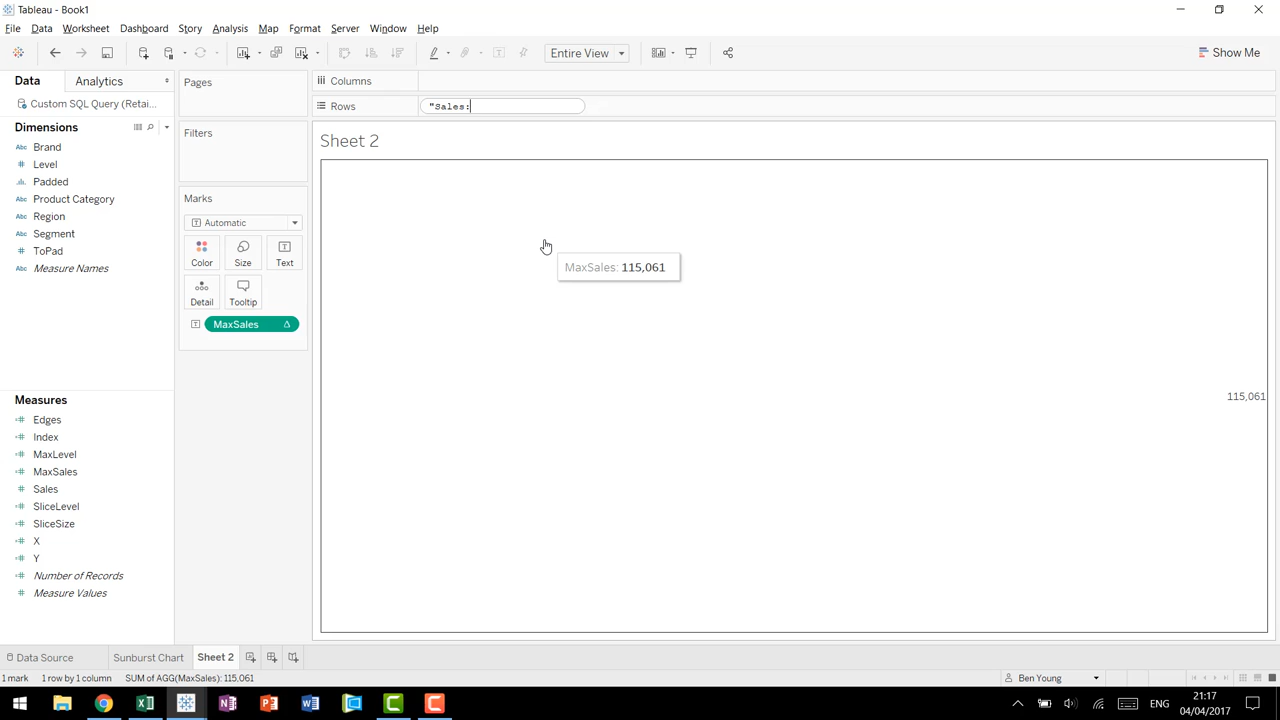 Tableau - Book1
File Data Worksheet Dashboard Story Analysis Map Format Server Window Help
Entire View
Show Me
Data Analytics
Custom SQL Query (Retai...
Dimensions
Brand
Level
Padded
Product Category
Region
Segment
ToPad
Measure Names
Measures
Edges
Index
MaxLevel
MaxSales
Sales
SliceLevel
SliceSize
X
Y
Number of Records
Measure Values
Pages
Filters
Marks
Automatic
Color Size Text
Detail Tooltip
MaxSales
Columns
Rows "Sales:
Sheet 2
MaxSales: 115,061
115,061
Data Source Sunburst Chart Sheet 2
1 mark 1 row by 1 column SUM of AGG(MaxSales): 115.061 Ben Young
ENG 21:17
04/04/2017